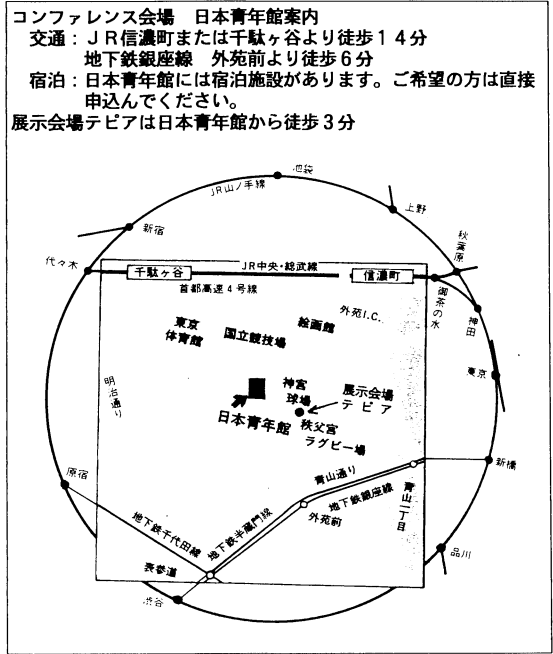 コンファレンス会場 日本青年館案内
交通：ＪＲ信濃町または千駄ヶ谷より徒歩１４分
地下鉄銀座線 外苑前より徒歩６分
宿泊：日本青年館には宿泊施設があります。ご希望の方は直接
申込んでください。
展示会場テピアは日本青年館から徒歩３分
池袋
JR山ノ手線
上野
新宿
秋葉原
代々木
千駄ヶ谷
JR中央・総武線
信濃町
首都高速４号線
御茶の水
神田
外苑I.C.
東京
体育館
国立競技場
絵画館
東京
明治通り
神宮
球場
展示会場
テピア
日本青年館
秩父宮
ラグビー場
青山通り
新橋
原宿
地下鉄銀座線
青山一丁目
地下鉄千代田線
地下鉄半蔵門線
外苑前
品川
表参道
渋谷